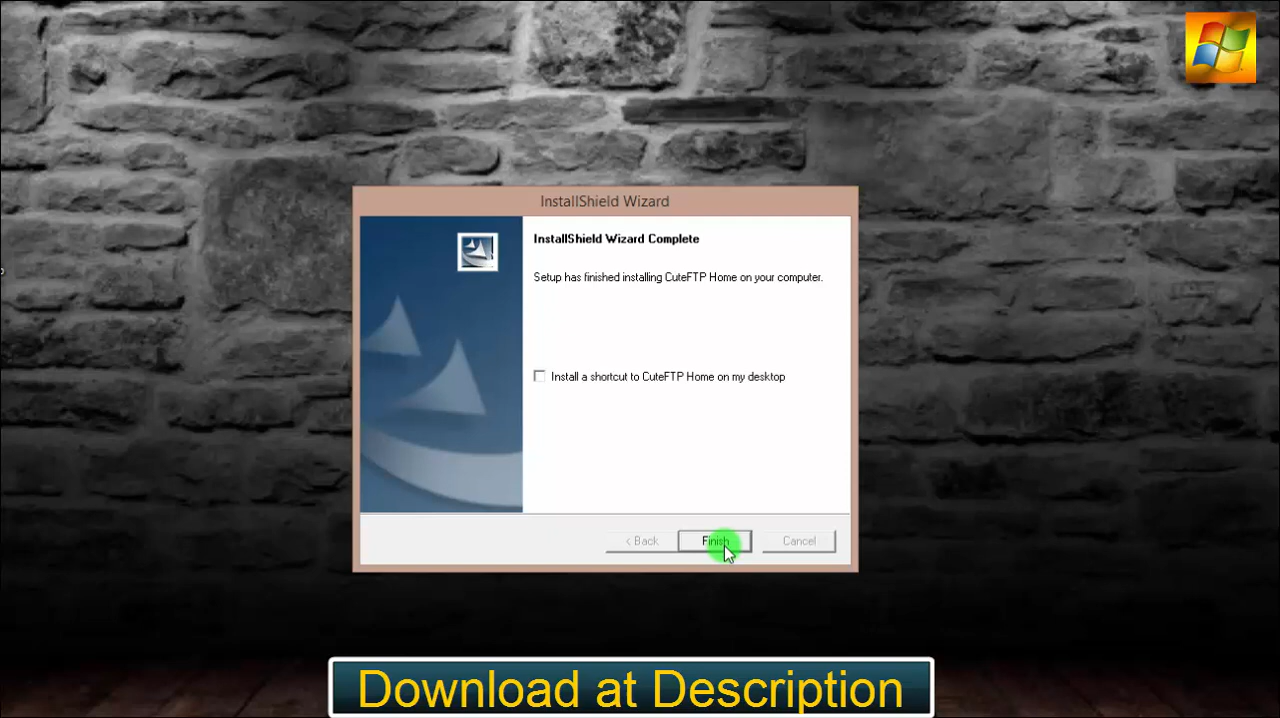 InstallShield Wizard
InstallShield Wizard Complete
Setup has finished installing CuteFTP Home on your computer.
Install a shortcut to CuteFTP Home on my desktop
< Back Finish Cancel
Download at Description